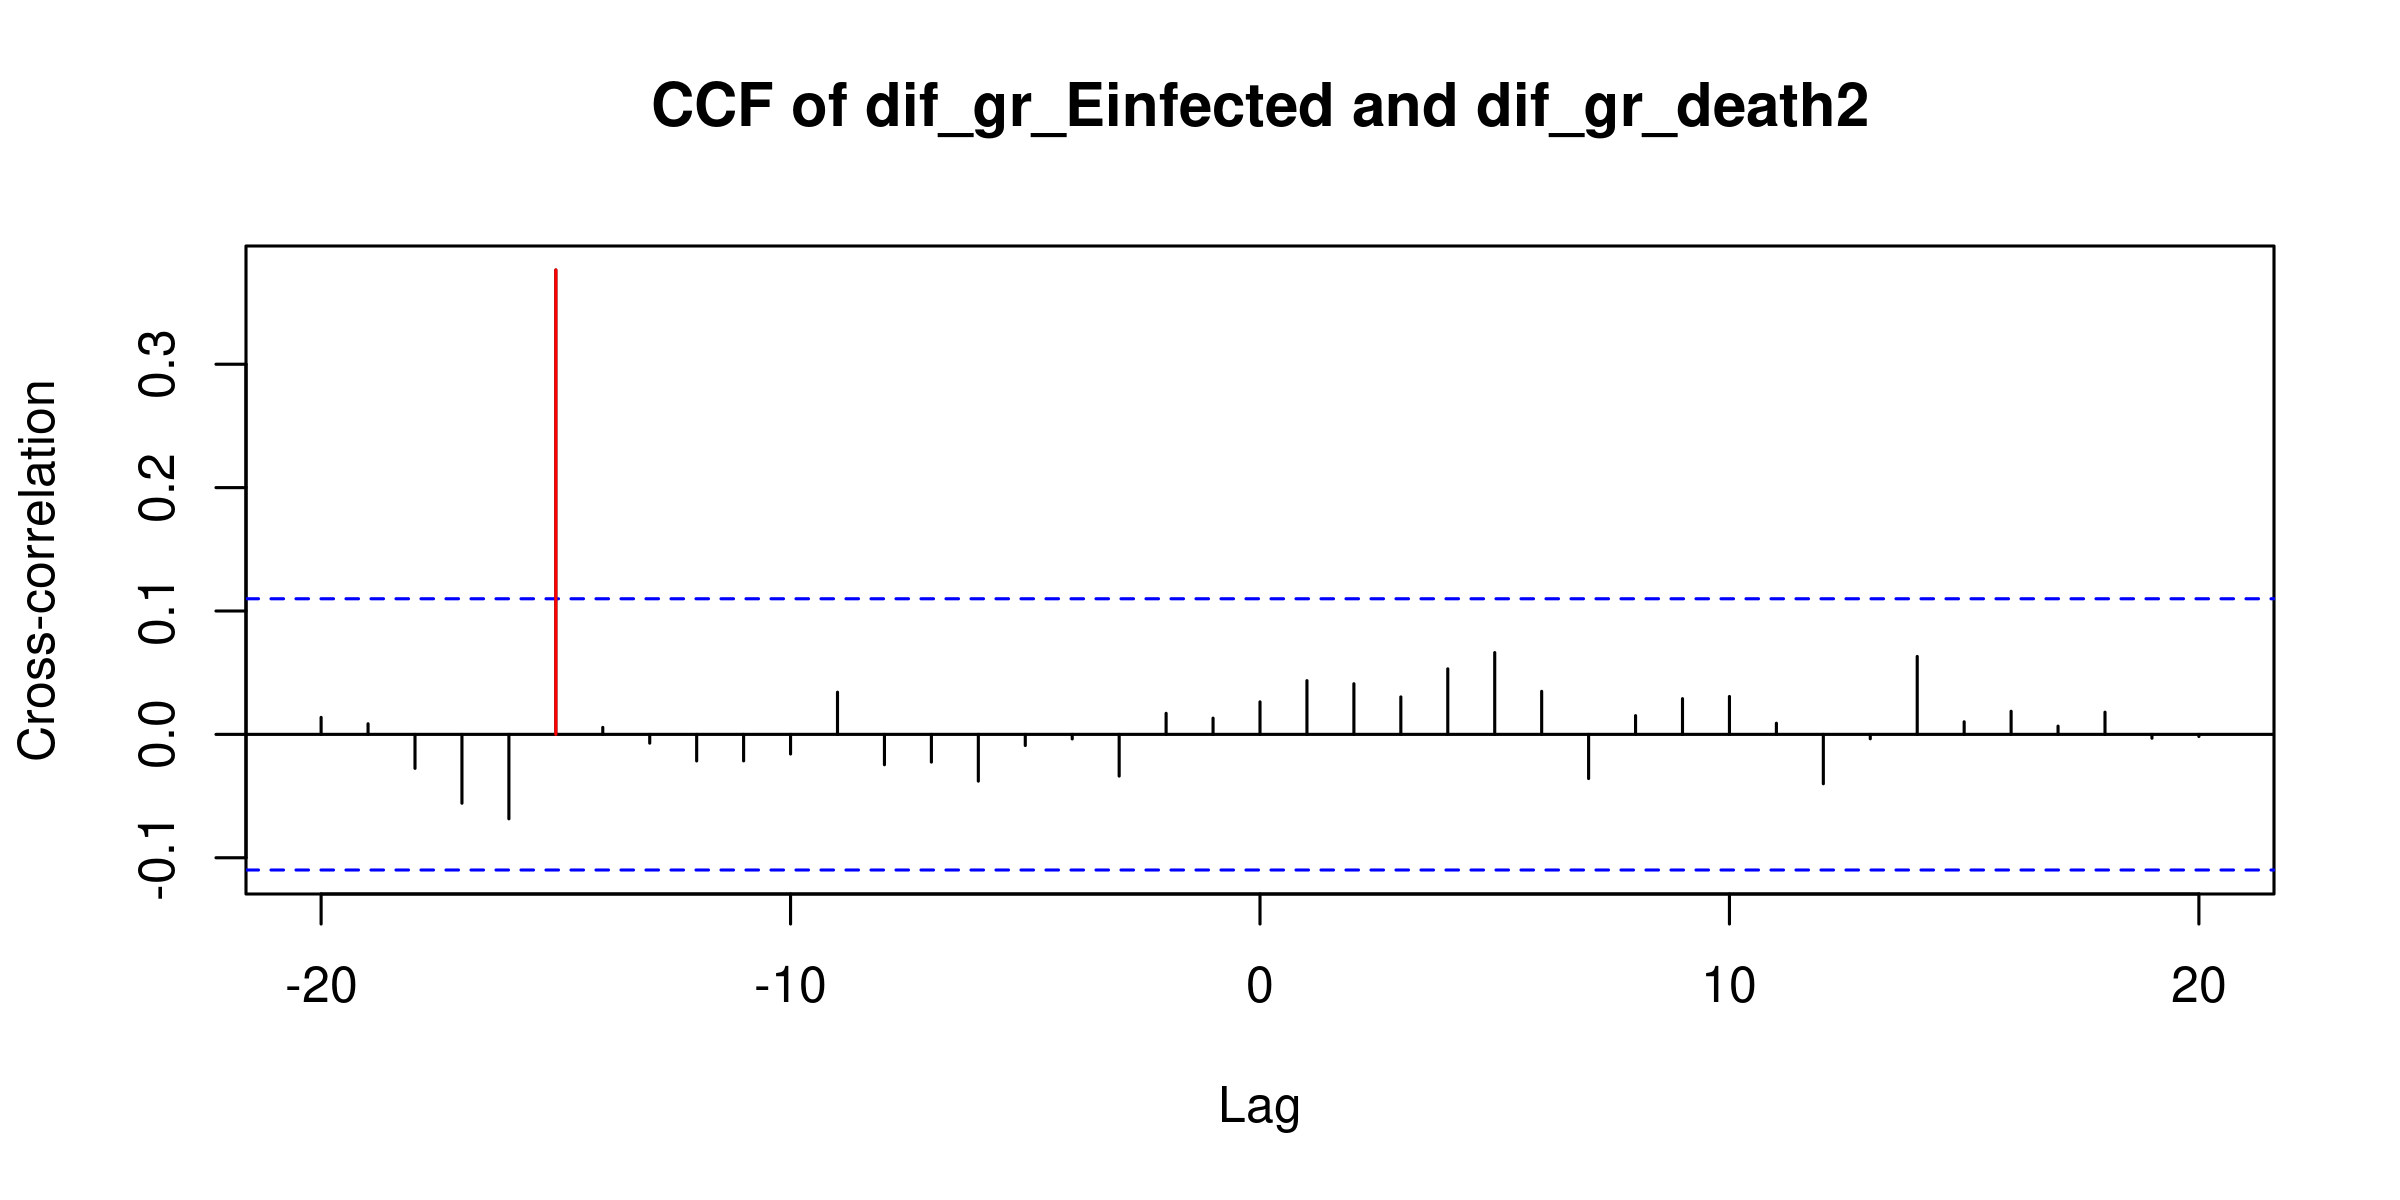 CCF of dif_gr_Einfected and dif_gr_death2
Cross-correlation
0.3
0.2
0.1
0.0
-0.1
-20 -10 0 10 20
Lag